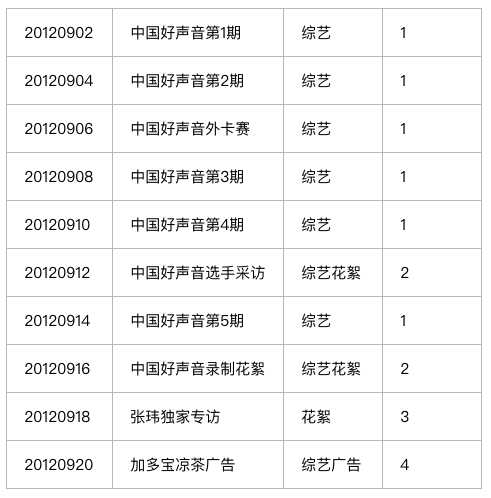 20120902 中国好声音第1期 综艺 1
20120904 中国好声音第2期 综艺 1
20120906 中国好声音外卡赛 综艺 1
20120908 中国好声音第3期 综艺 1
20120910 中国好声音第4期 综艺 1
20120912 中国好声音选手采访 综艺花絮 2
20120914 中国好声音第5期 综艺 1
20120916 中国好声音录制花絮 综艺花絮 2
20120918 张玮独家专访 花絮 3
20120920 加多宝凉茶广告 综艺广告 4